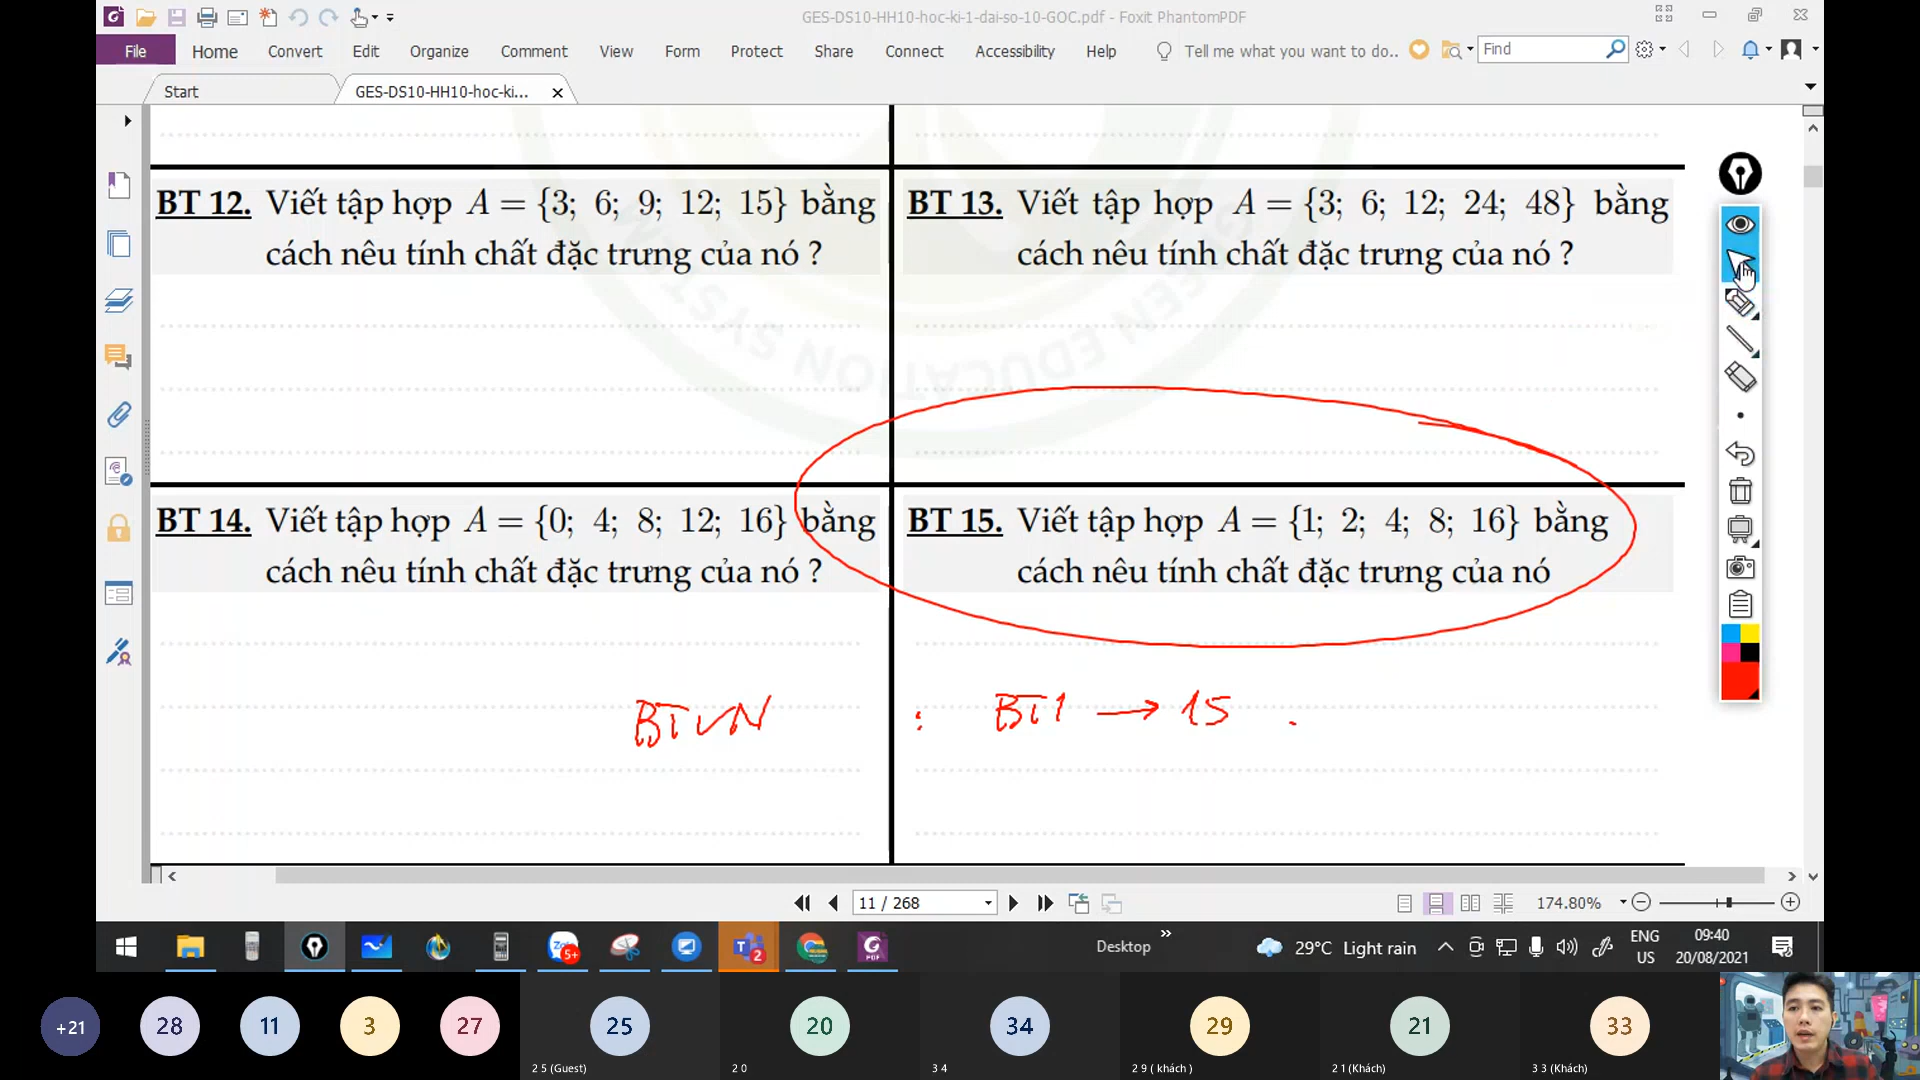 GES-DS10-HH10-hoc-ki-1-dai-so-10-GOC.pdf - Foxit PhantomPDF
File Home Convert Edit Organize Comment View Form Protect Share Connect Accessibility Help Tell me what you want to do.. Find
Start GES-DS10-HH10-hoc-ki...
BT 12. Viết tập hợp A = {3; 6; 9; 12; 15} bằng
cách nêu tính chất đặc trưng của nó ?
BT 13. Viết tập hợp A = {3; 6; 12; 24; 48} bằng
cách nêu tính chất đặc trưng của nó ?
GREEN EDUCATION SYSTEM
BT 14. Viết tập hợp A = {0; 4; 8; 12; 16} bằng
cách nêu tính chất đặc trưng của nó ?
BT 15. Viết tập hợp A = {1; 2; 4; 8; 16} bằng
cách nêu tính chất đặc trưng của nó
BTVN : BT1 → 15 .
11 / 268
174.80%
Zalo 5+
T 2
PDF
Desktop
29°C Light rain
ENG
US
09:40
20/08/2021
+21 28 11 3 27 25 20 34 29 21 33
2 5 (Guest) 2 0 3 4 2 9 ( khách ) 2 1 (Khách) 3 3 (Khách)